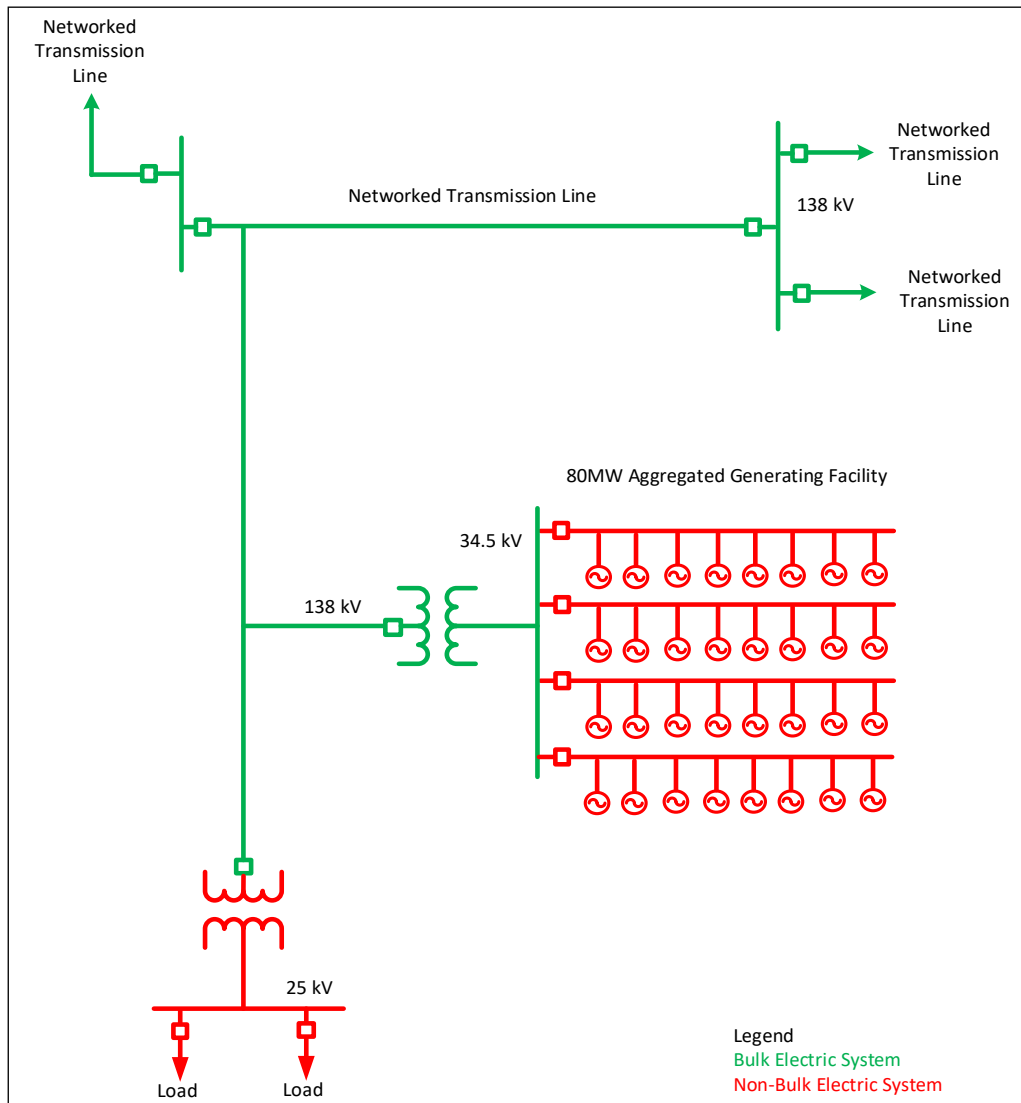 Networked
Transmission
Line
Networked Transmission Line
Networked
Transmission
Line
138 kV
Networked
Transmission
Line
80MW Aggregated Generating Facility
34.5 kV
138 kV
25 kV
Load
Load
Legend
Bulk Electric System
Non-Bulk Electric System